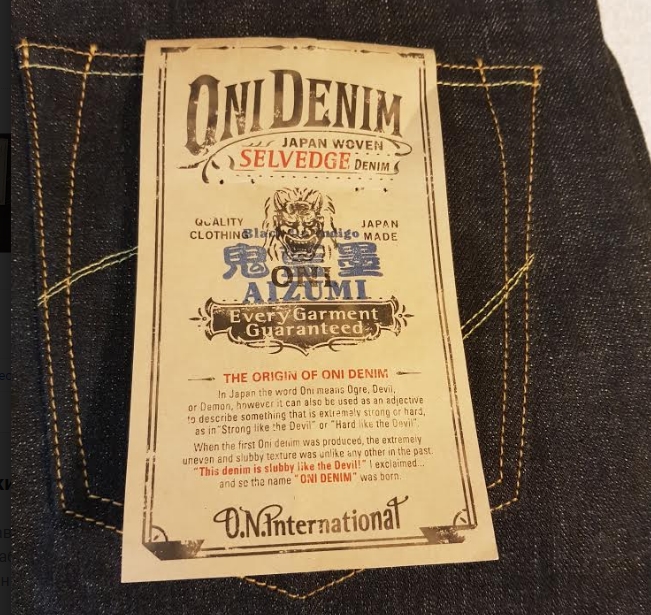 ONI DENIM
JAPAN WOVEN
SELVEDGE DENIM
QUALITY
CLOTHING
JAPAN
MADE
Black Indigo
鬼 墨
ONI
AIZUMI
Every Garment
Guaranteed
THE ORIGIN OF ONI DENIM
In Japan the word Oni means Ogre, Devil,
or Demon, however it can also be used as an adjective
to describe something that is extremely strong or hard,
as in "Strong like the Devil" or "Hard like the Devil".
When the first Oni denim was produced, the extremely
uneven and slubby texture was unlike any other in the past.
"This denim is slubby like the Devil!" I exclaimed...
and so the name "ONI DENIM" was born.
O.N.International